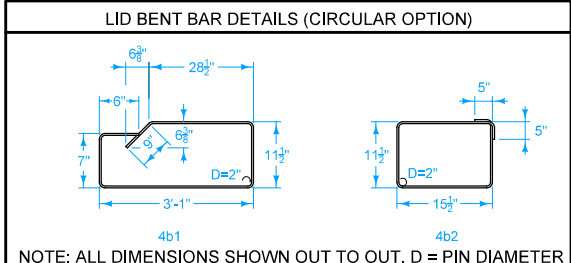 LID BENT BAR DETAILS (CIRCULAR OPTION)
6⅜" 28½"
5"
6" 5"
9" 6⅜"
7" 11½" 11½"
D=2" D=2"
3'-1" 15½"
4b1 4b2
NOTE: ALL DIMENSIONS SHOWN OUT TO OUT. D = PIN DIAMETER